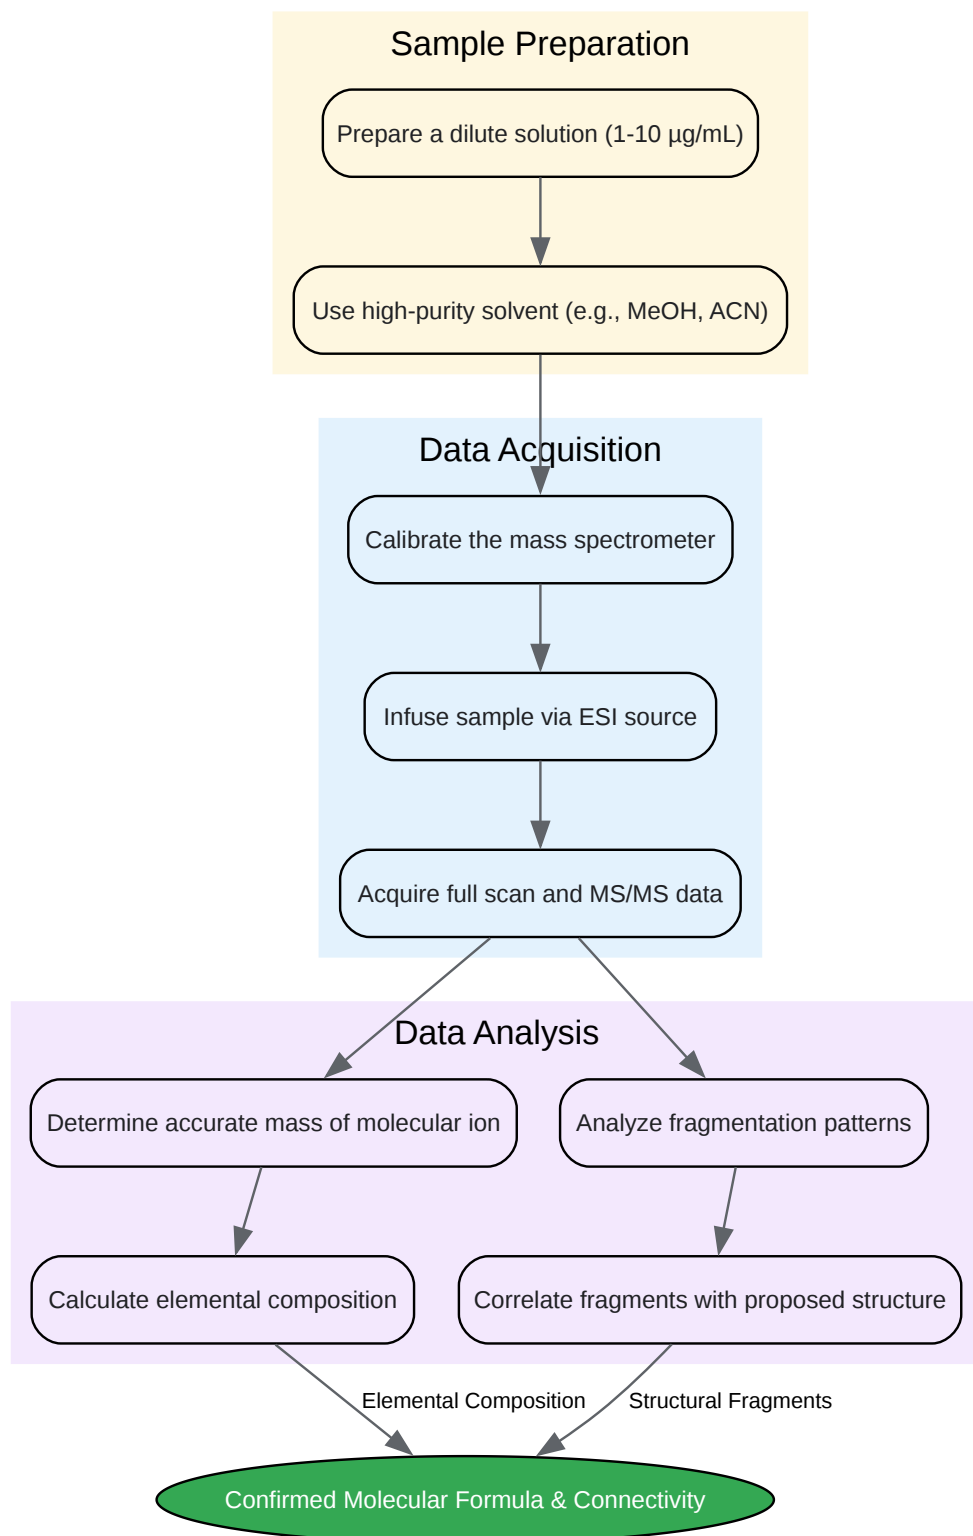 Sample Preparation
Prepare a dilute solution (1-10 µg/mL)
Use high-purity solvent (e.g., MeOH, ACN)
Data Acquisition
Calibrate the mass spectrometer
Infuse sample via ESI source
Acquire full scan and MS/MS data
Data Analysis
Determine accurate mass of molecular ion
Analyze fragmentation patterns
Calculate elemental composition
Correlate fragments with proposed structure
Elemental Composition
Structural Fragments
Confirmed Molecular Formula & Connectivity